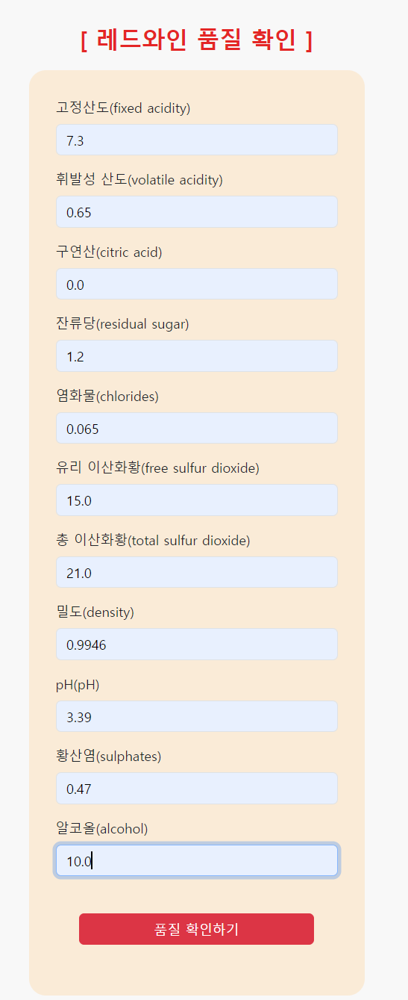 [ 레드와인 품질 확인 ]
고정산도(fixed acidity)
7.3
휘발성 산도(volatile acidity)
0.65
구연산(citric acid)
0.0
잔류당(residual sugar)
1.2
염화물(chlorides)
0.065
유리 이산화황(free sulfur dioxide)
15.0
총 이산화황(total sulfur dioxide)
21.0
밀도(density)
0.9946
pH(pH)
3.39
황산염(sulphates)
0.47
알코올(alcohol)
10.0
품질 확인하기